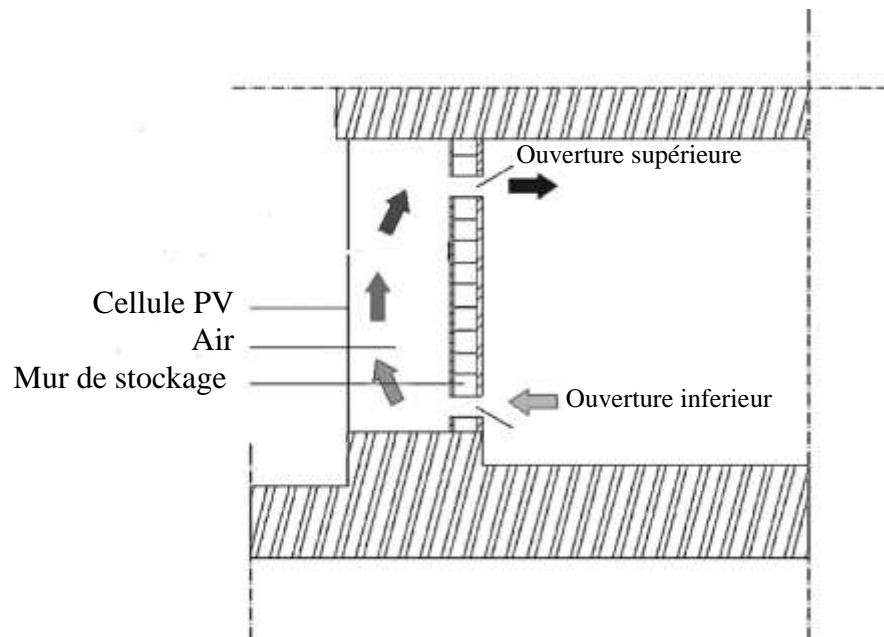 Ouverture supérieure
Cellule PV
Air
Mur de stockage
Ouverture inferieur